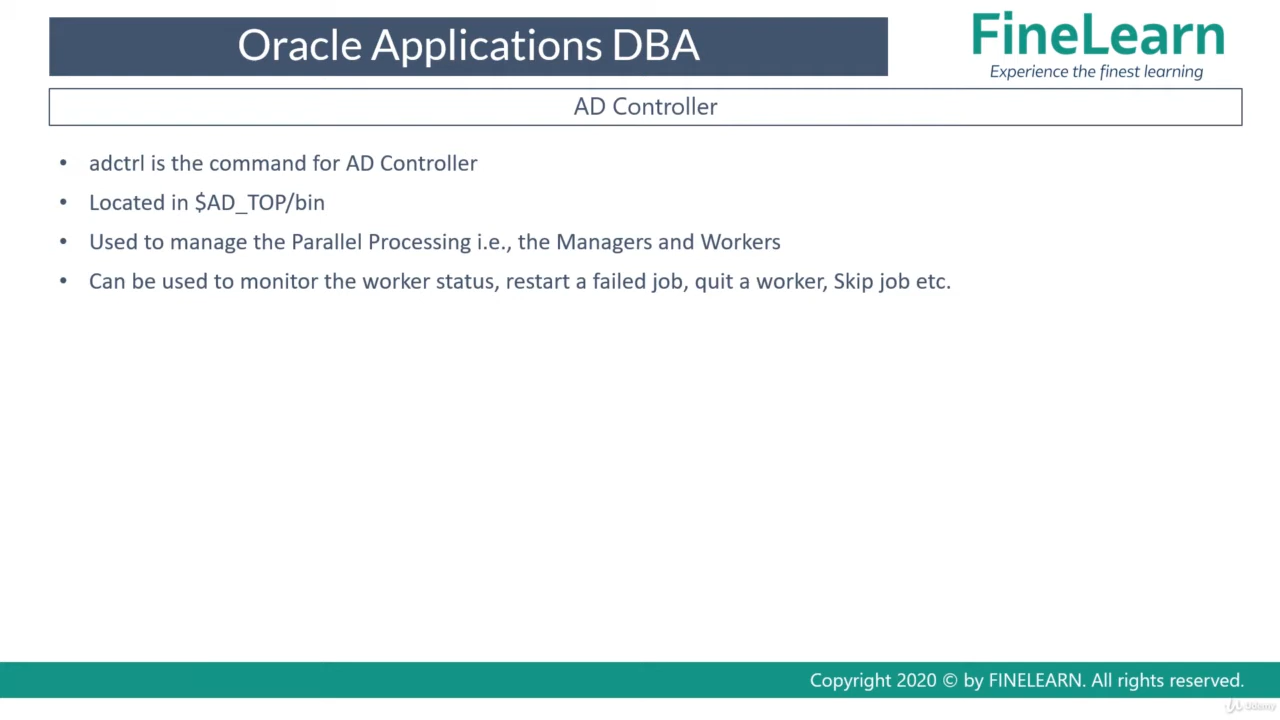 Oracle Applications DBA
FineLearn
Experience the finest learning
AD Controller
• adctrl is the command for AD Controller
• Located in $AD_TOP/bin
• Used to manage the Parallel Processing i.e., the Managers and Workers
• Can be used to monitor the worker status, restart a failed job, quit a worker, Skip job etc.
Copyright 2020 © by FINELEARN. All rights reserved.
Udemy